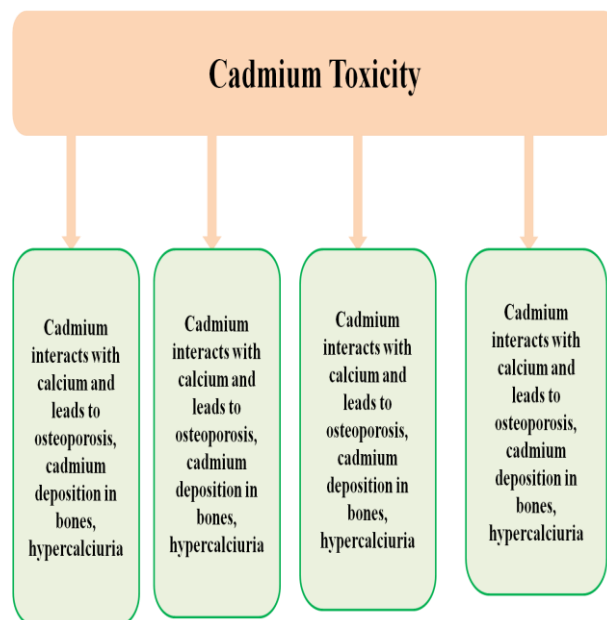 Cadmium Toxicity
Cadmium
interacts with
calcium and
leads to
osteoporosis,
cadmium
deposition in
bones,
hypercalciuria
Cadmium
interacts with
calcium and
leads to
osteoporosis,
cadmium
deposition in
bones,
hypercalciuria
Cadmium
interacts with
calcium and
leads to
osteoporosis,
cadmium
deposition in
bones,
hypercalciuria
Cadmium
interacts with
calcium and
leads to
osteoporosis,
cadmium
deposition in
bones,
hypercalciuria